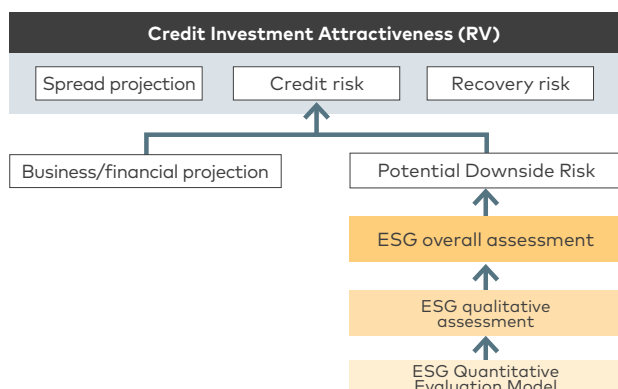 Credit Investment Attractiveness (RV)
Spread projection
Credit risk
Recovery risk
Business/financial projection
Potential Downside Risk
ESG overall assessment
ESG qualitative
assessment
ESG Quantitative
Evaluation Model